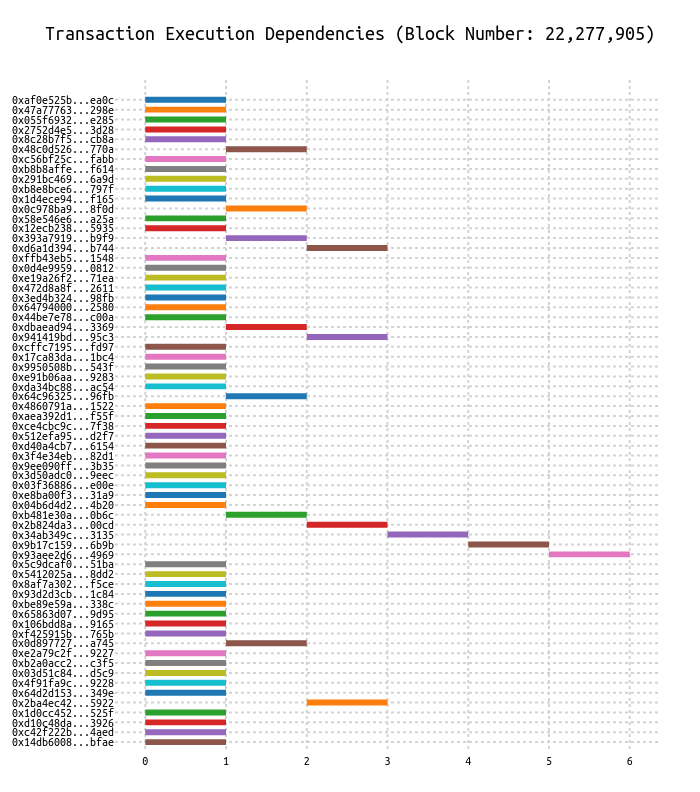 Transaction Execution Dependencies (Block Number: 22,277,905)
0xaf0e525b...ea0c
0x47a77763...298e
0x055f6932...e285
0x2752d4e5...3d28
0x8c28b7f5...cb8a
0x48c0d526...770a
0xc56bf25c...fabb
0xb8b8affe...f614
0x291bc469...6a9d
0xb8e8bce6...797f
0x1d4ece94...f165
0x0c978ba9...8f0d
0x58e546e6...a25a
0x12ecb238...5935
0x393a7919...b9f9
0xd6a1d394...b744
0xffb43eb5...1548
0x0d4e9959...0812
0xe19a26f2...71ea
0x472d8a8f...2611
0x3ed4b324...98fb
0x64794000...2580
0x44be7e78...c00a
0xdbaead94...3369
0x941419bd...95c3
0xcffc7195...fd97
0x17ca83da...1bc4
0x9950508b...543f
0xe91b06aa...9283
0xda34bc88...ac54
0x64c96325...96fb
0x4860791a...1522
0xaea392d1...f55f
0xce4cbc9c...7f38
0x512efa95...d2f7
0xd40a4cb7...6154
0x3f4e34eb...82d1
0x9ee090ff...3b35
0x3d50adc0...9eec
0x03f36886...e00e
0xe8ba00f3...31a9
0x04b6d4d2...4b20
0xb481e30a...0b6c
0x2b824da3...00cd
0x34ab349c...3135
0x9b17c159...6b9b
0x93aee2d6...4969
0x5c9dcaf0...51ba
0x5412025a...8dd2
0x8af7a302...f5ce
0x93d2d3cb...1c84
0xbe89e59a...338c
0x65863d07...9d95
0x106bdd8a...9165
0xf425915b...765b
0x0d897727...a745
0xe2a79c2f...9227
0xb2a0acc2...c3f5
0x03d51c84...d5c9
0x4f91fa9c...9228
0x64d2d153...349e
0x2ba4ec42...5922
0x1d0cc452...525f
0xd10c48da...3926
0xc42f222b...4aed
0x14db6008...bfae
0 1 2 3 4 5 6